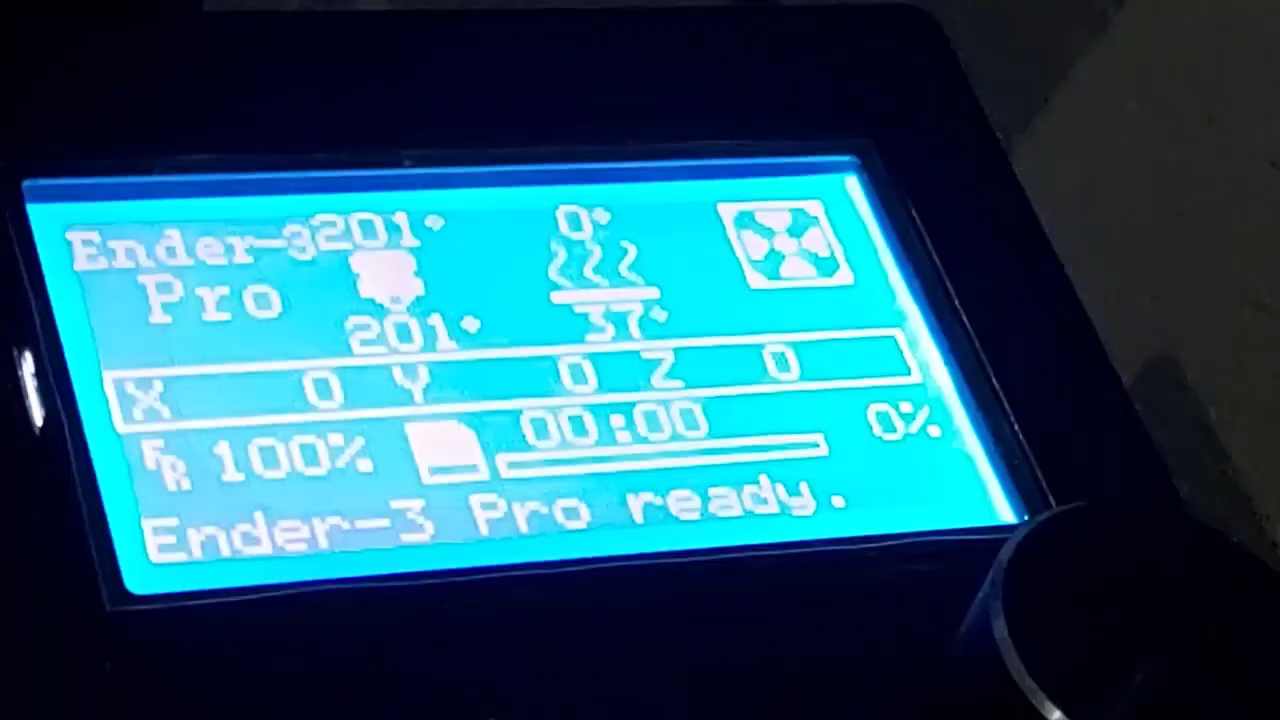 Ender-3 201° 0°
Pro
201° 37°
X 0 Y 0 Z 0
FR 100% 00:00 0%
Ender-3 Pro ready.